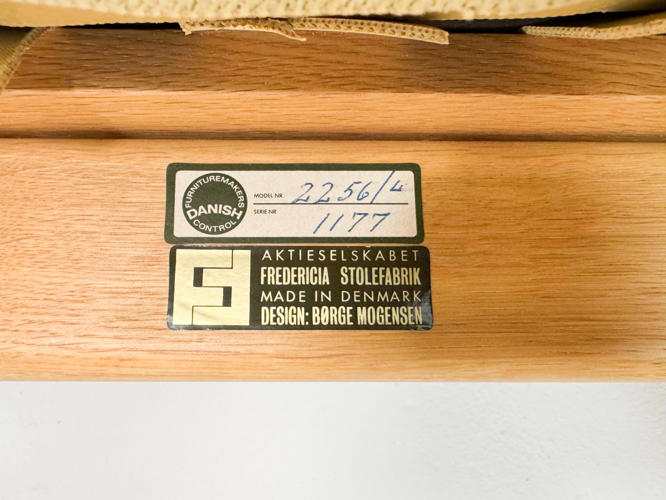 FURNITUREMAKERS
DANISH
CONTROL
MODEL NR. 2256/4
SERIE NR 1177
AKTIESELSKABET
FREDERICIA STOLEFABRIK
MADE IN DENMARK
DESIGN: BØRGE MOGENSEN